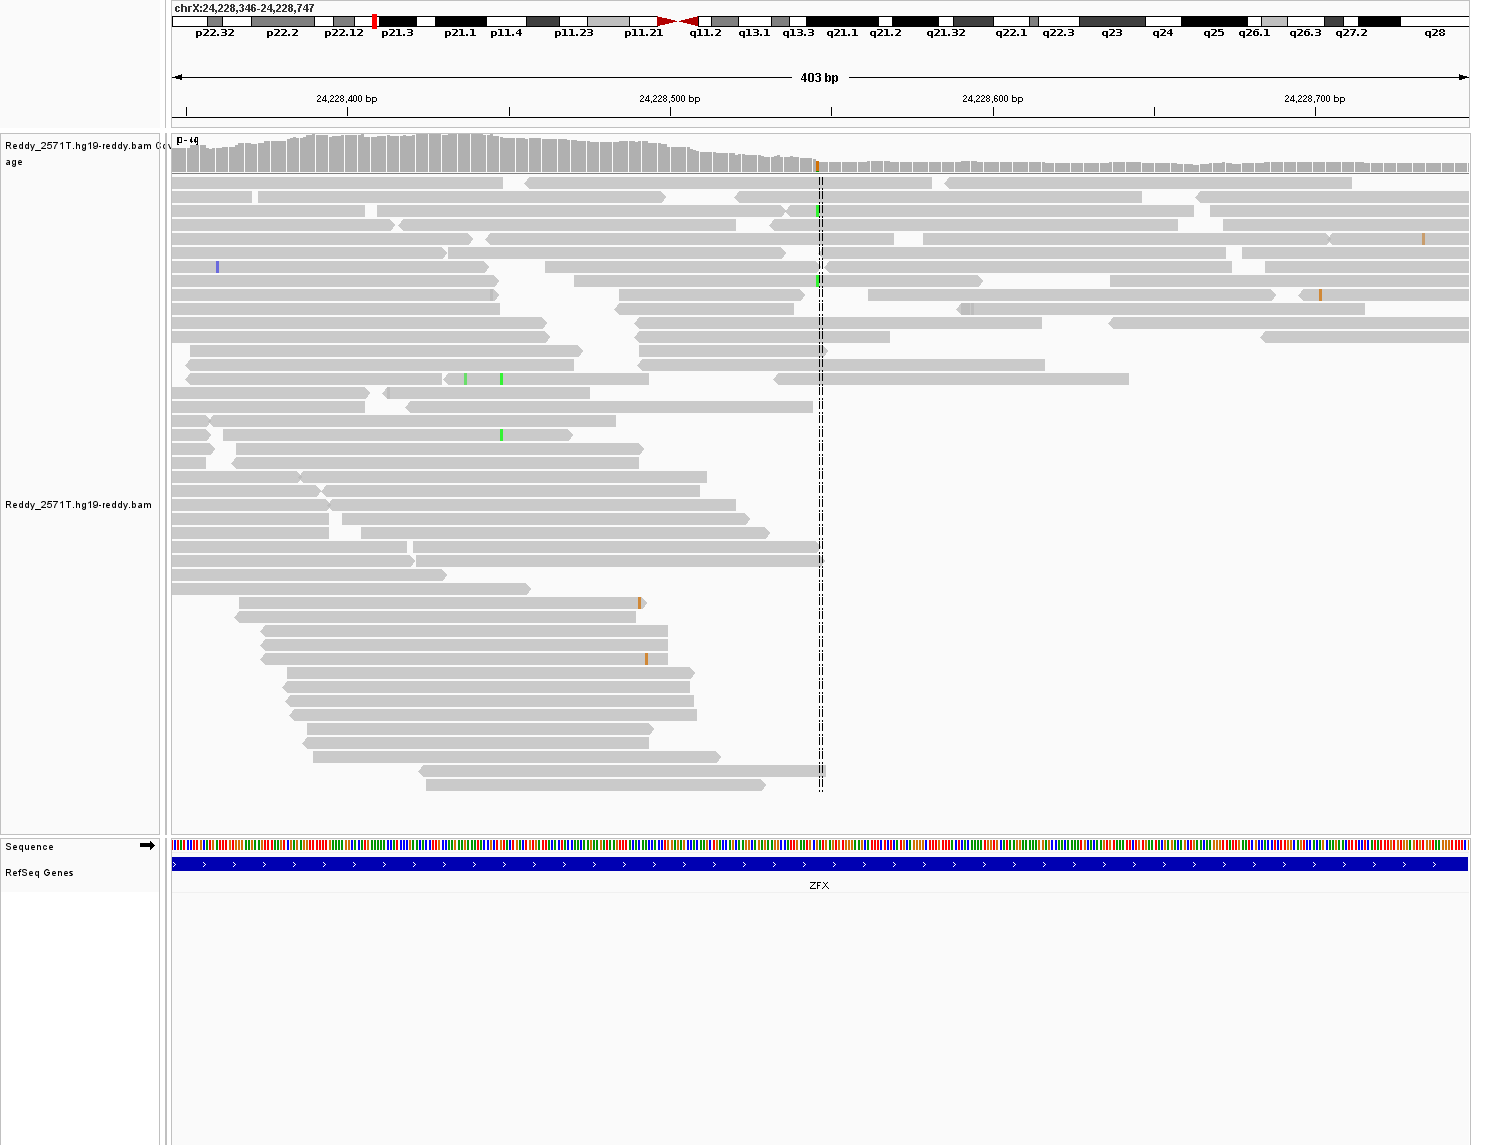 chrX:24,228,346-24,228,747
p22.32 p22.2 p22.12 p21.3 p21.1 p11.4 p11.23 p11.21 q11.2 q13.1 q13.3 q21.1 q21.2 q21.32 q22.1 q22.3 q23 q24 q25 q26.1 q26.3 q27.2 q28
403 bp
24,228,400 bp 24,228,500 bp 24,228,600 bp 24,228,700 bp
Reddy_2571T.hg19-reddy.bam Cov
age
Reddy_2571T.hg19-reddy.bam
Sequence
RefSeq Genes
ZFX